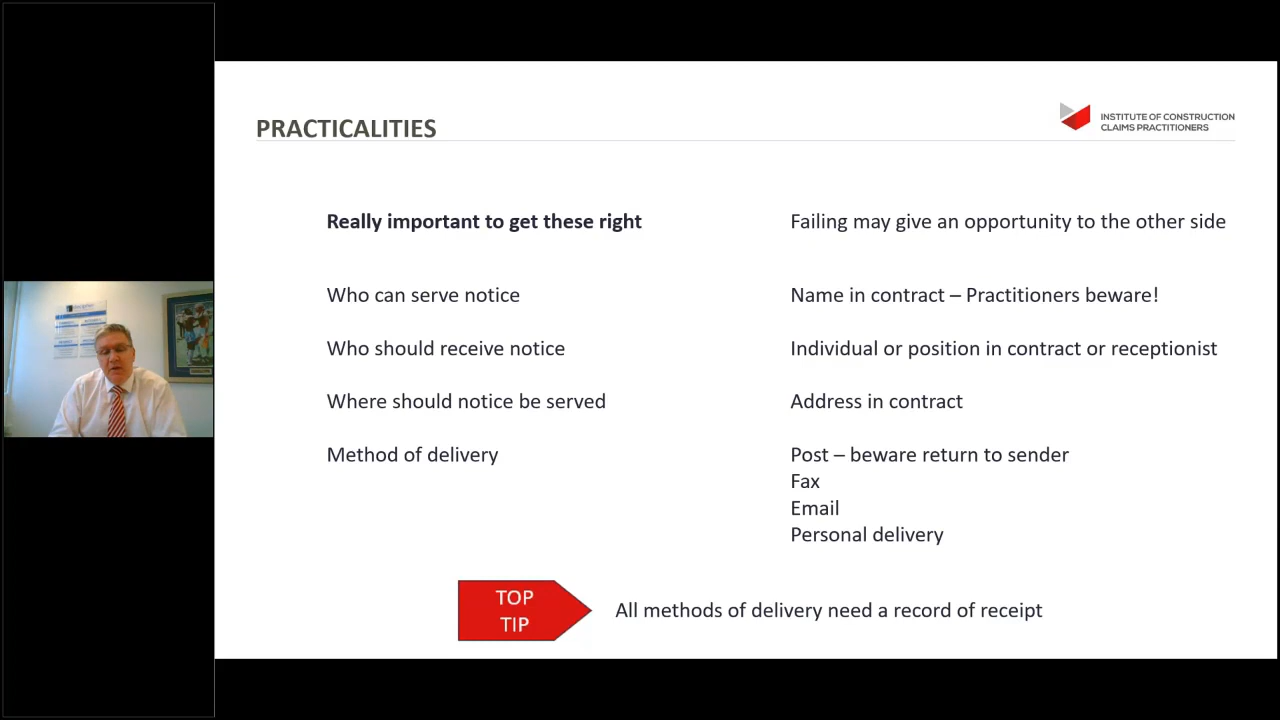 PRACTICALITIES
INSTITUTE OF CONSTRUCTION
CLAIMS PRACTITIONERS
Really important to get these right
Failing may give an opportunity to the other side
Who can serve notice
Name in contract – Practitioners beware!
Who should receive notice
Individual or position in contract or receptionist
Where should notice be served
Address in contract
Method of delivery
Post – beware return to sender
Fax
Email
Personal delivery
TOP
TIP
All methods of delivery need a record of receipt